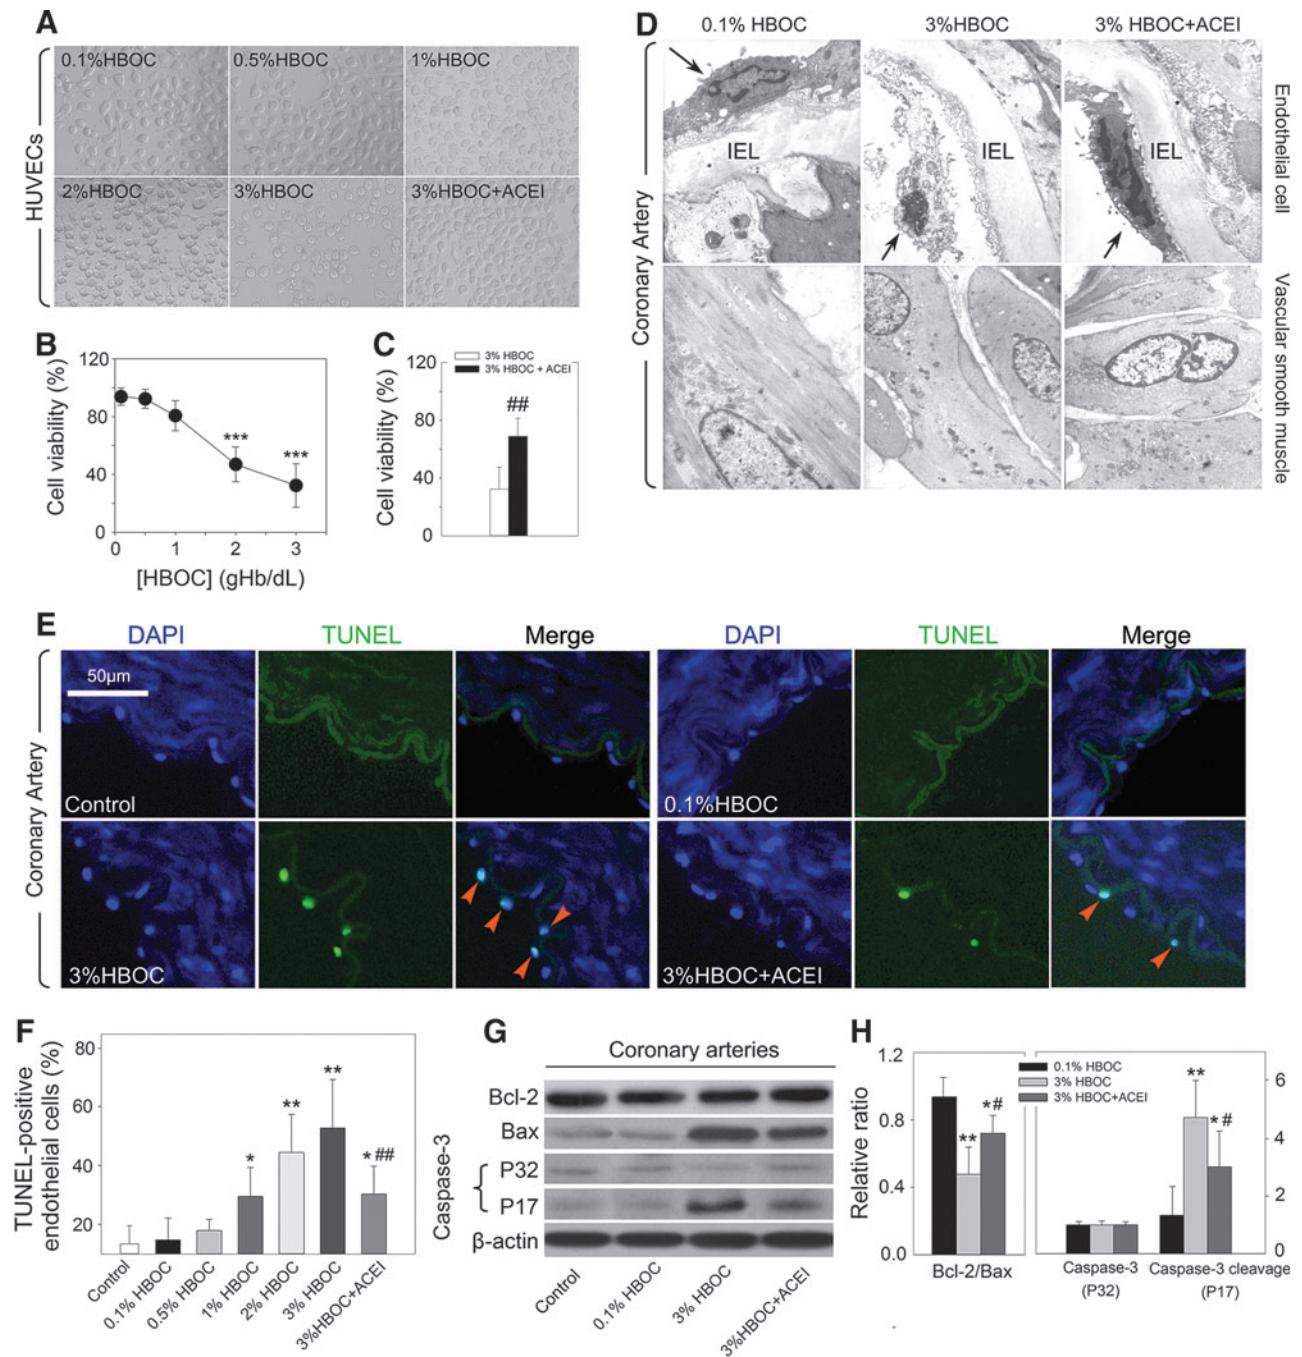 A
HUVECs
0.1%HBOC
0.5%HBOC
1%HBOC
2%HBOC
3%HBOC
3%HBOC+ACEI
B
Cell viability (%)
120
80
40
0
***
***
0 1 2 3
[HBOC] (gHb/dL)
C
Cell viability (%)
120
80
40
0
3% HBOC
3% HBOC + ACEI
##
D
0.1% HBOC
3%HBOC
3% HBOC+ACEI
Coronary Artery
IEL
IEL
IEL
Endothelial cell
Vascular smooth muscle
E
DAPI
TUNEL
Merge
DAPI
TUNEL
Merge
Coronary Artery
50μm
Control
0.1%HBOC
3%HBOC
3%HBOC+ACEI
F
TUNEL-positive
endothelial cells (%)
80
60
40
20
*
**
**
* ##
Control
0.1% HBOC
0.5% HBOC
1% HBOC
2% HBOC
3% HBOC
3%HBOC+ACEI
G
Coronary arteries
Bcl-2
Bax
Caspase-3
P32
P17
β-actin
Control
0.1% HBOC
3% HBOC
3%HBOC+ACEI
H
Relative ratio
1.2
0.8
0.4
0.0
**
*#
0.1% HBOC
3% HBOC
3% HBOC+ACEI
**
* #
6
4
2
0
Bcl-2/Bax
Caspase-3
(P32)
Caspase-3 cleavage
(P17)